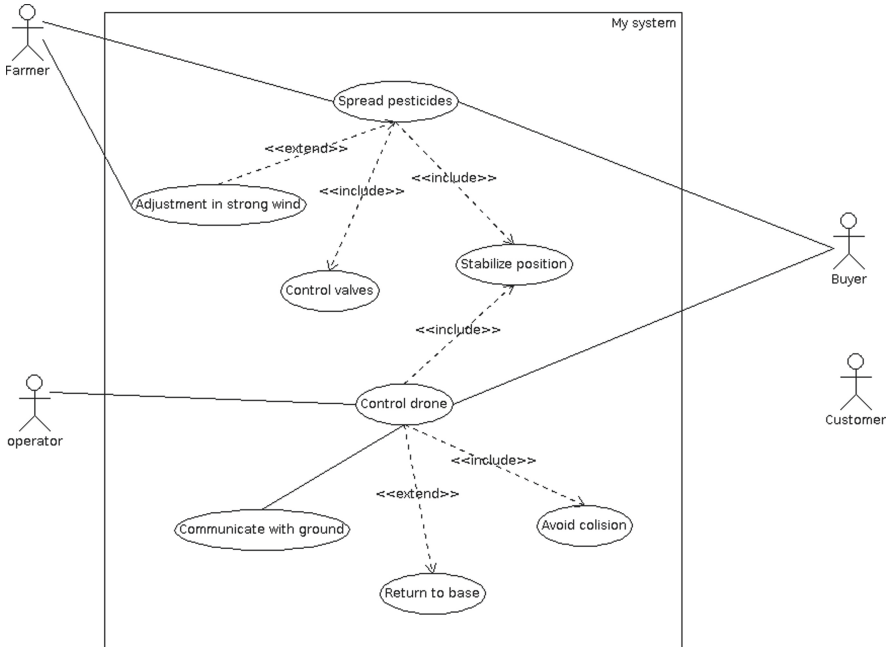 My system
Farmer
Spread pesticides
<<extend>>
<<include>>
<<include>>
Adjustment in strong wind
Stabilize position
Buyer
Control valves
<<include>>
Control drone
operator
Customer
<<include>>
<<extend>>
Communicate with ground
Avoid colision
Return to base